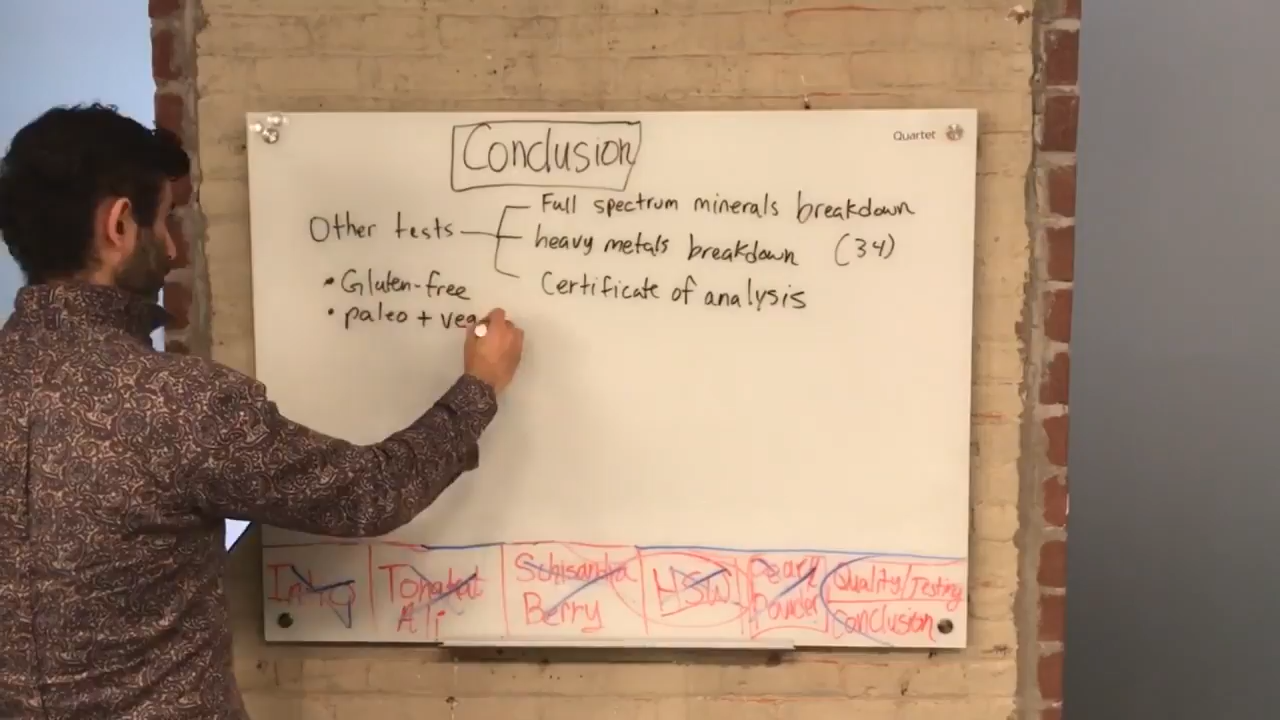 Quartet
Conclusion
Full spectrum minerals breakdown
Other tests
heavy metals breakdown (34)
Certificate of analysis
• Gluten-free
• paleo +
Intro
Tongkat
Ali
Schisandra
Berry
HSW
Pearl
Powder
Quality/Testing
Conclusion